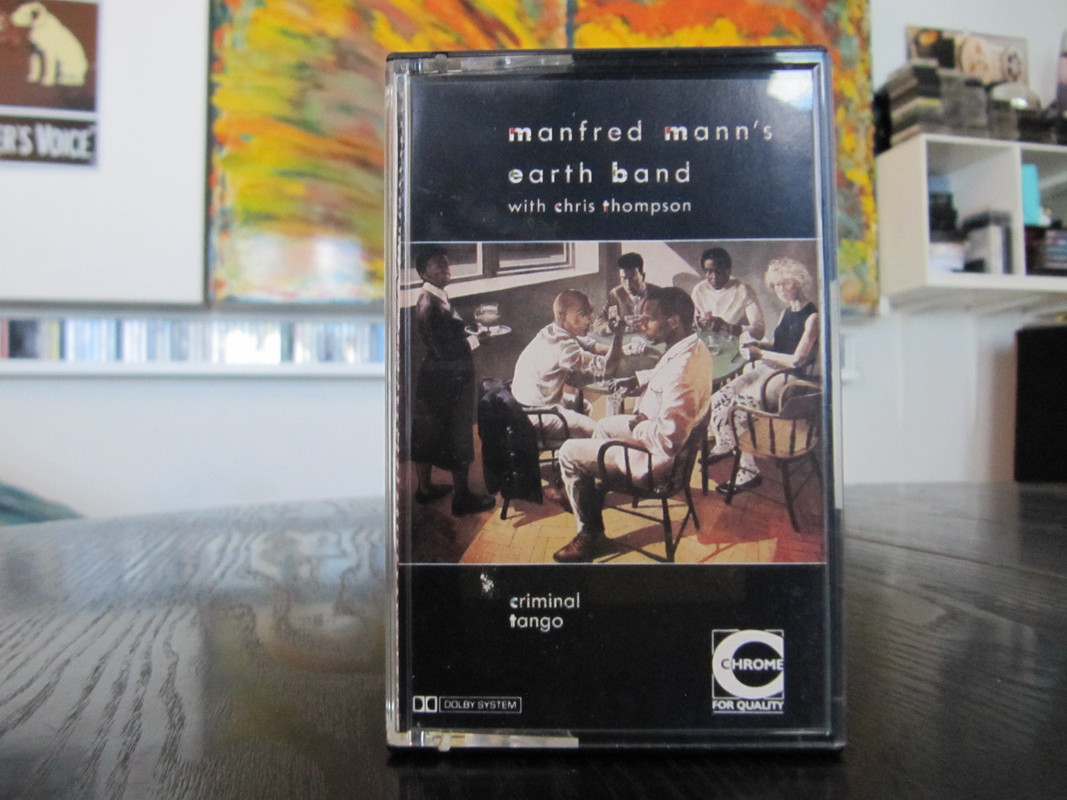 ER'S VOICE"
manfred mann's
earth band
with chris thompson
criminal
tango
DOLBY SYSTEM
CHROME
FOR QUALITY